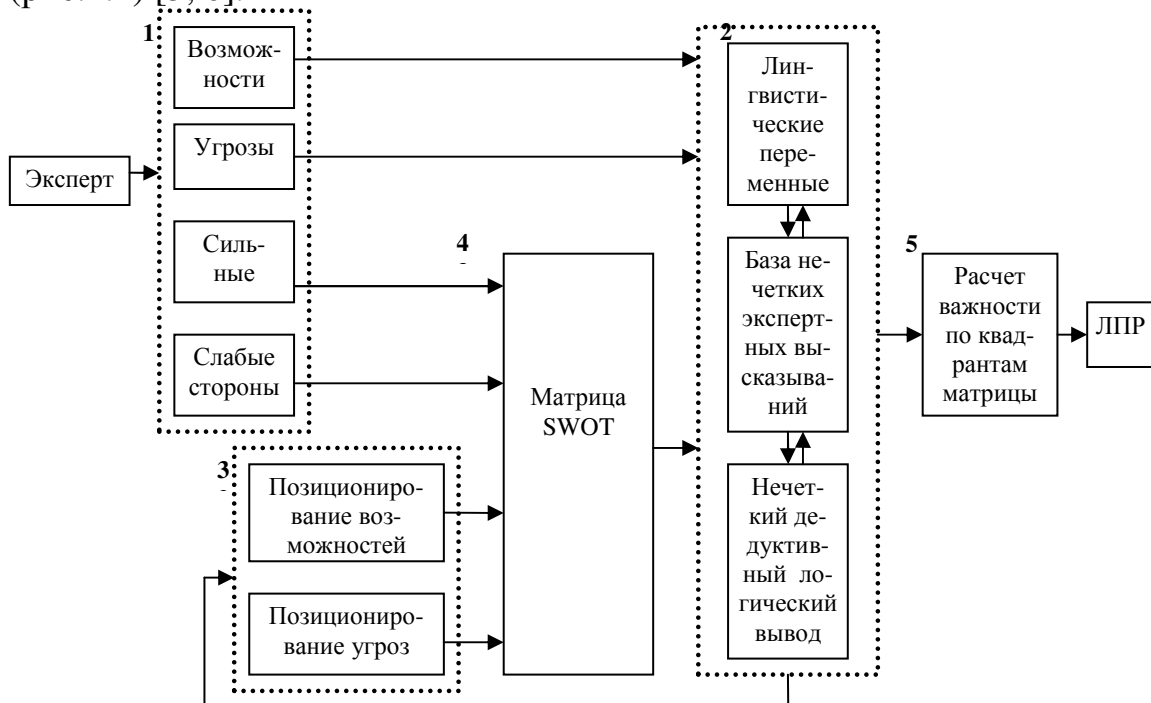 1
Возмож-
ности
Угрозы
Эксперт
Силь-
ные
Слабые
стороны
3
Позициониро-
вание воз-
можностей
Позициониро-
вание угроз
4
Матрица
SWOT
2
Лин-
гвисти-
ческие
пере-
менные
База не-
четких
эксперт-
ных вы-
сказыва-
ний
Нечет-
кий де-
дуктив-
ный ло-
гический
вывод
5
Расчет
важности
по квад-
рантам
матрицы
ЛПР